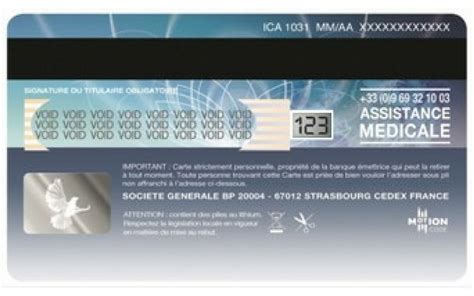 ICA 1031 MM/AA XXXXXXXXXXXX
SIGNATURE DU TITULAIRE OBLIGATOIRE
VOID VOID VOID VOID VOID VOID VOID VOID
VOID VOID VOID VOID VOID VOID VOID VOID
VOID VOID VOID VOID VOID VOID VOID VOID
123
+33 (0)9 69 32 10 03
ASSISTANCE
MEDICALE
IMPORTANT : Carte strictement personnelle, propriété de la banque émettrice qui peut la retirer
à tout moment. Toute personne trouvant cette Carte est priée de bien vouloir l'adresser sous pli
non affranchi à l'adresse ci-dessous.
SOCIETE GENERALE BP 20004 - 67012 STRASBOURG CEDEX FRANCE
ATTENTION : contient des piles au lithium.
Respectez la législation locale en vigueur
en matière de mise au rebut.
MOTION
CODE